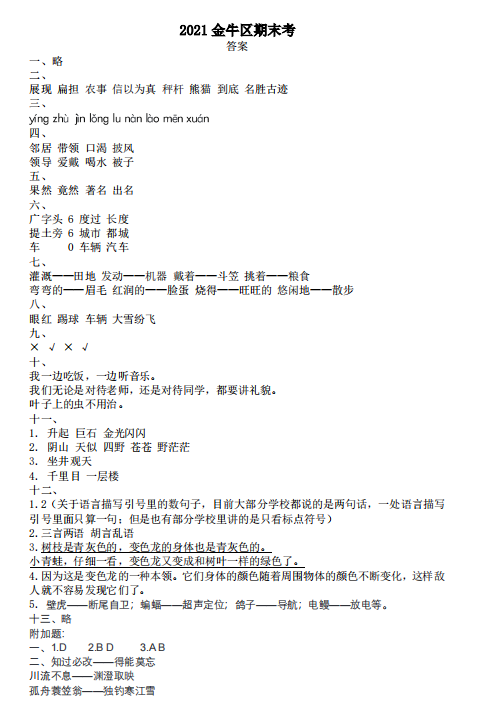 2021 金牛区期末考
答案
一、略
二、
展现 扁担 农事 信以为真 秤杆 熊猫 到底 名胜古迹
三、
yíng zhù jìn lǒng lu nàn lào mēn xuán
四、
邻居 带领 口渴 披风
领导 爱戴 喝水 被子
五、
果然 竟然 著名 出名
六、
广字头 6 度过 长度
提土旁 6 城市 都城
车 0 车辆 汽车
七、
灌溉——田地 发动——机器 戴着——斗笠 挑着——粮食
弯弯的——眉毛 红润的——脸蛋 烧得——旺旺的 悠闲地——散步
八、
眼红 踢球 车辆 大雪纷飞
九、
× √ × √
十、
我一边吃饭，一边听音乐。
我们无论是对待老师，还是对待同学，都要讲礼貌。
叶子上的虫不用治。
十一、
1. 升起 巨石 金光闪闪
2. 阴山 天似 四野 苍苍 野茫茫
3. 坐井观天
4. 千里目 一层楼
十二、
1.2（关于语言描写引号里的数句子，目前大部分学校都说的是两句话，一处语言描写
引号里面只算一句；但是也有部分学校里讲的是只看标点符号）
2.三言两语 胡言乱语
3.树枝是青灰色的，变色龙的身体也是青灰色的。
小青蛙，仔细一看，变色龙又变成和树叶一样的绿色了。
4.因为这是变色龙的一种本领。它们身体的颜色随着周围物体的颜色不断变化，这样敌
人就不容易发现它们了。
5. 壁虎——断尾自卫；蝙蝠——超声定位；鸽子——导航；电鳗——放电等。
十三、略
附加题:
一、1.D 2.B D 3.A B
二、知过必改——得能莫忘
川流不息——渊澄取映
孤舟蓑笠翁——独钓寒江雪